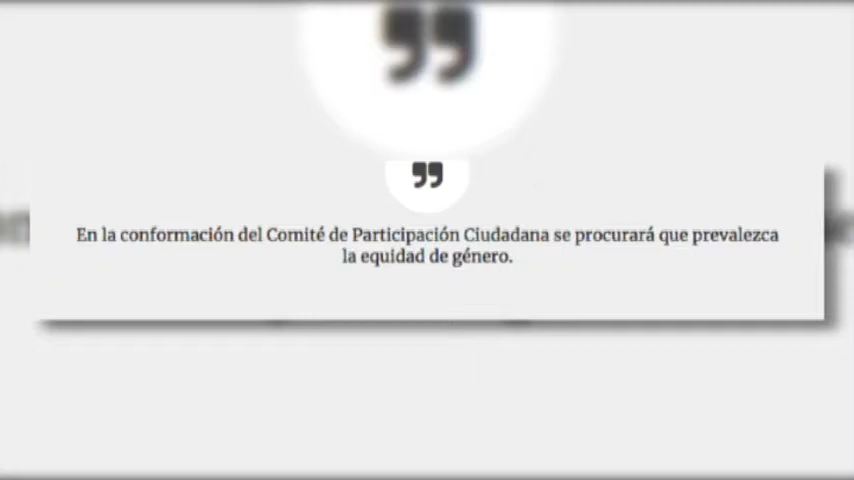 En la conformación del Comité de Participación Ciudadana se procurará que prevalezca
la equidad de género.